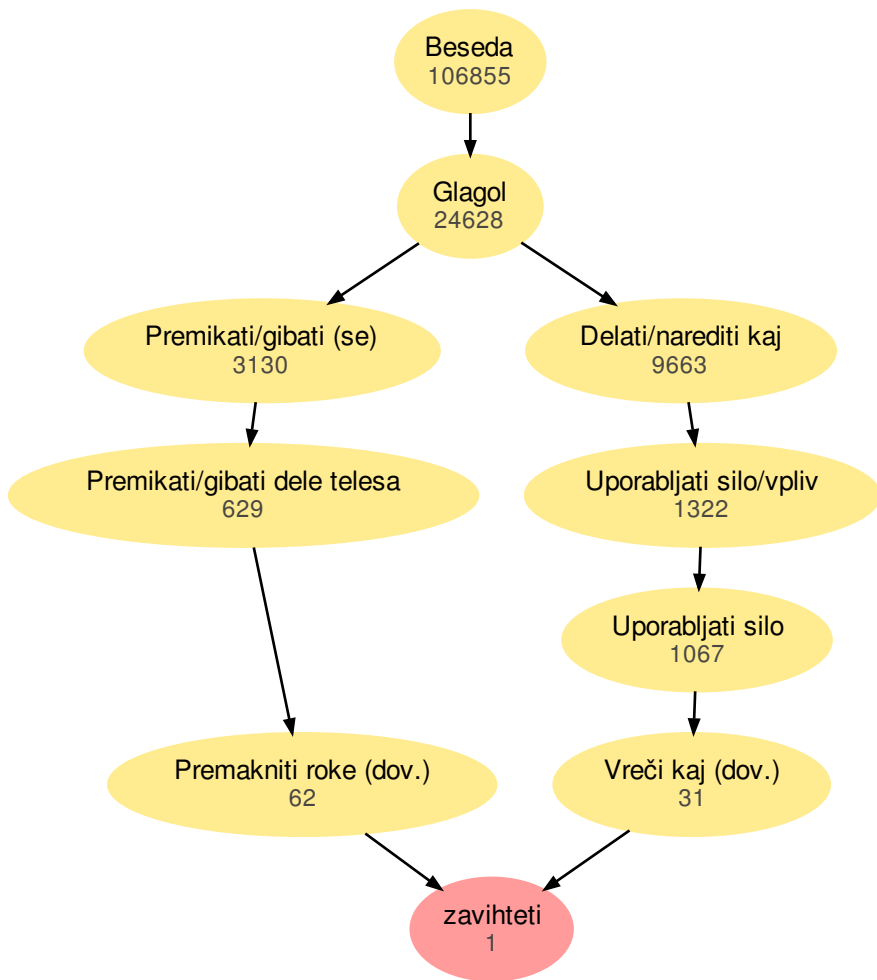 Beseda
106855
Glagol
24628
Premikati/gibati (se)
3130
Delati/narediti kaj
9663
Premikati/gibati dele telesa
629
Uporabljati silo/vpliv
1322
Uporabljati silo
1067
Premakniti roke (dov.)
62
Vreči kaj (dov.)
31
zavihteti
1